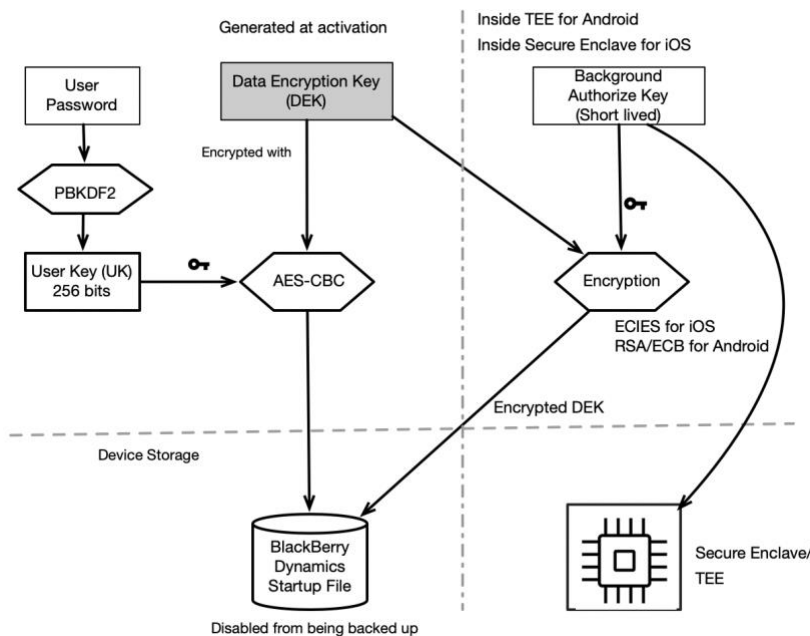 Generated at activation
Inside TEE for Android
Inside Secure Enclave for iOS
User
Password
Data Encryption Key
(DEK)
Background
Authorize Key
(Short lived)
Encrypted with
PBKDF2
User Key (UK)
256 bits
AES-CBC
Encryption
ECIES for iOS
RSA/ECB for Android
Encrypted DEK
Device Storage
BlackBerry
Dynamics
Startup File
Secure Enclave/
TEE
Disabled from being backed up